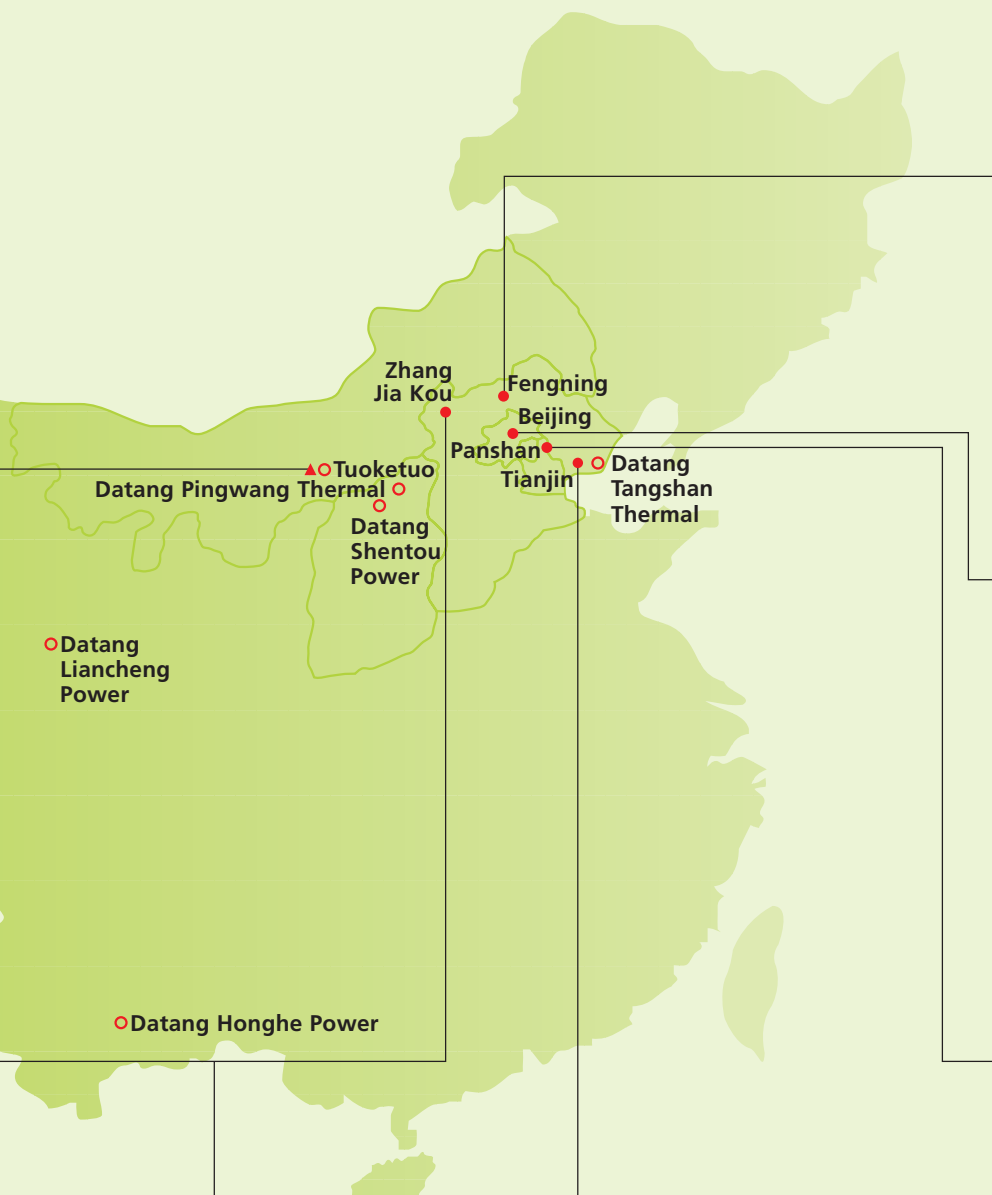 Zhang
Jia Kou
Fengning
Beijing
Panshan
Tianjin
Datang
Tangshan
Thermal
Tuoketuo
Datang Pingwang Thermal
Datang
Shentou
Power
Datang
Liancheng
Power
Datang Honghe Power